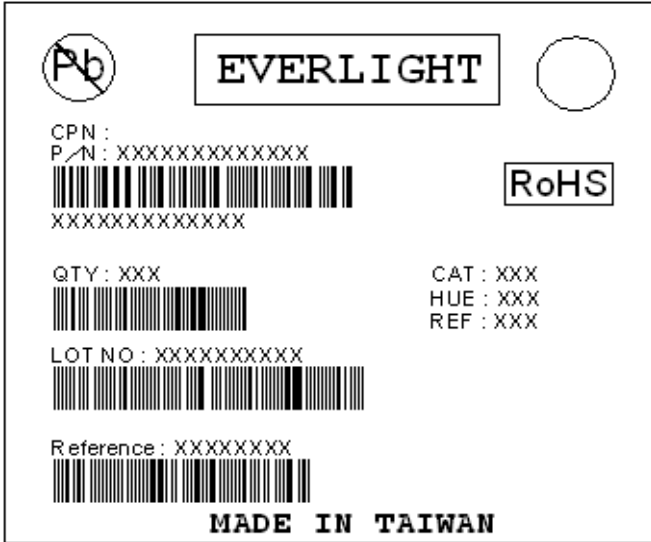 Pb EVERLIGHT
CPN :
P/N : XXXXXXXXXXXXX
RoHS
XXXXXXXXXXXXX
QTY : XXX
CAT : XXX
HUE : XXX
REF : XXX
LOT NO : XXXXXXXXXX
Reference : XXXXXXXX
MADE IN TAIWAN